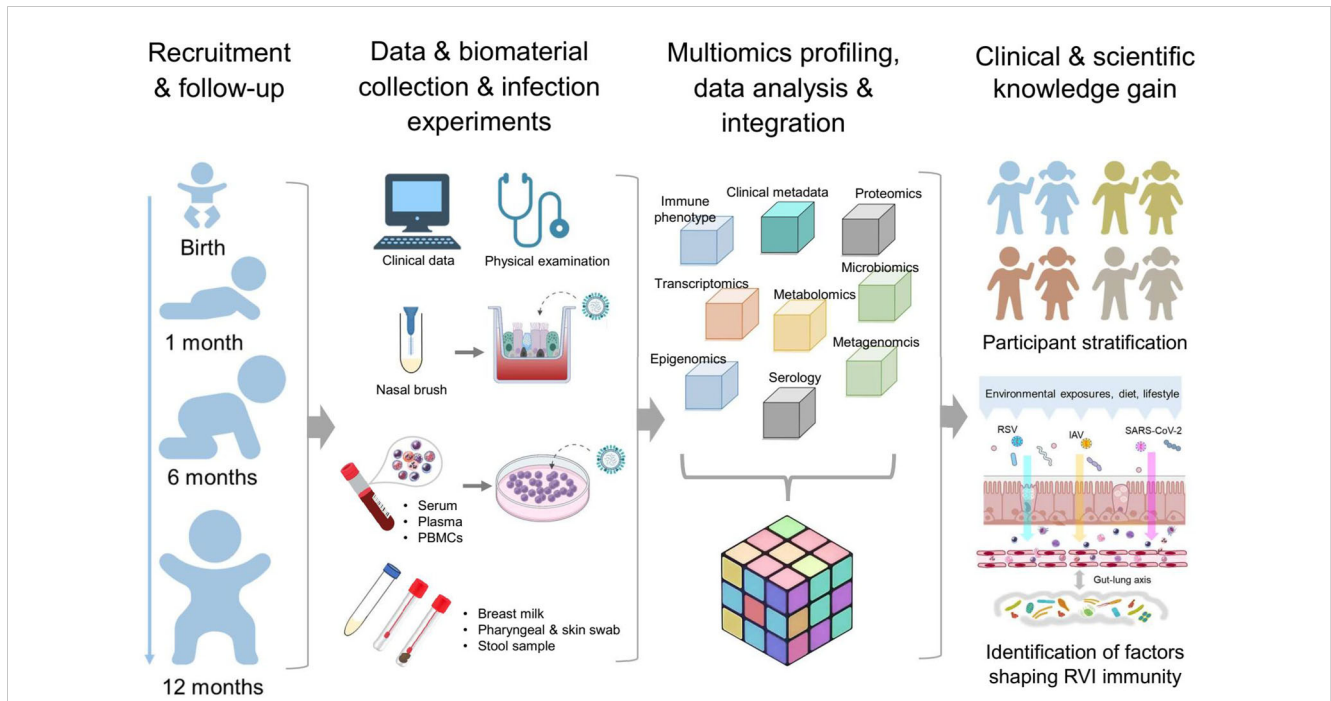 Recruitment
& follow-up
Birth
1 month
6 months
12 months
Data & biomaterial
collection & infection
experiments
Clinical data
Physical examination
Nasal brush
• Serum
• Plasma
• PBMCs
• Breast milk
• Pharyngeal & skin swab
• Stool sample
Multiomics profiling,
data analysis &
integration
Immune
phenotype
Clinical metadata
Proteomics
Transcriptomics
Metabolomics
Microbiomics
Epigenomics
Serology
Metagenomcis
Clinical & scientific
knowledge gain
Participant stratification
Environmental exposures, diet, lifestyle
RSV
IAV
SARS-CoV-2
Gut-lung axis
Identification of factors
shaping RVI immunity